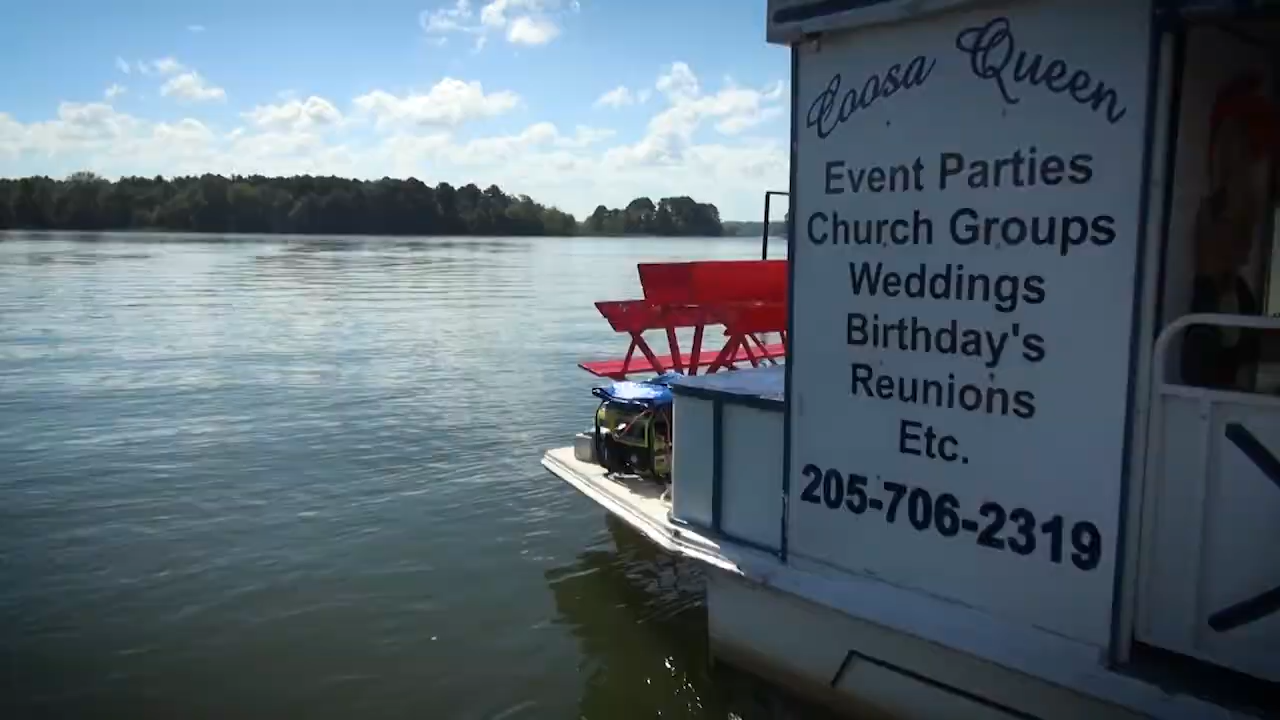 Coosa Queen
Event Parties
Church Groups
Weddings
Birthday's
Reunions
Etc.
205-706-2319